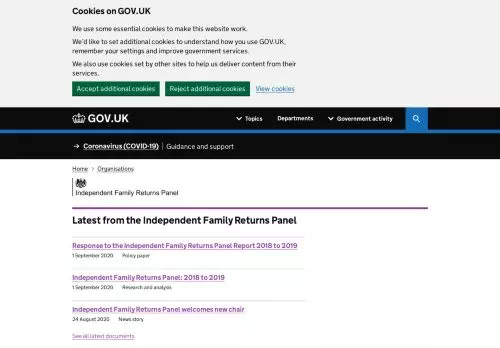 Cookies on GOV.UK
We use some essential cookies to make this website work.
We'd like to set additional cookies to understand how you use GOV.UK,
remember your settings and improve government services.
We also use cookies set by other sites to help us deliver content from their
services.
Accept additional cookies Reject additional cookies View cookies
GOV.UK Topics Departments Government activity
→ Coronavirus (COVID-19) Guidance and support
Home > Organisations
Independent Family Returns Panel
Latest from the Independent Family Returns Panel
Response to the Independent Family Returns Panel Report 2018 to 2019
1 September 2020 Policy paper
Independent Family Returns Panel: 2018 to 2019
1 September 2020 Research and analysis
Independent Family Returns Panel welcomes new chair
24 August 2020 News story
See all latest documents